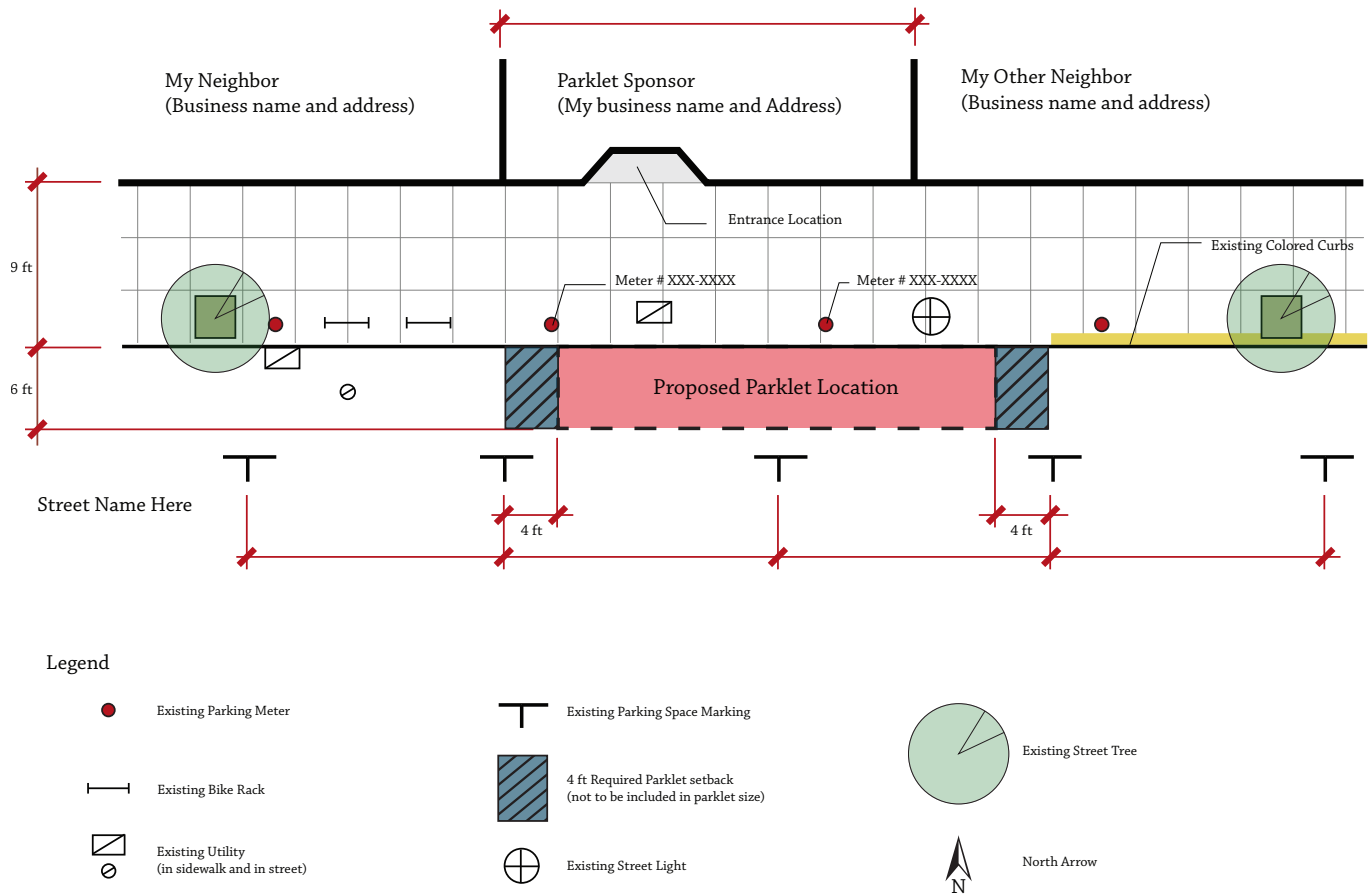 My Neighbor
(Business name and address)
Parklet Sponsor
(My business name and Address)
My Other Neighbor
(Business name and address)
Entrance Location
Existing Colored Curbs
9 ft
Meter # XXX-XXXX
Meter # XXX-XXXX
6 ft
Proposed Parklet Location
Street Name Here
4 ft
4 ft
Legend
Existing Parking Meter
Existing Bike Rack
Existing Utility
(in sidewalk and in street)
Existing Parking Space Marking
4 ft Required Parklet setback
(not to be included in parklet size)
Existing Street Light
Existing Street Tree
North Arrow
N